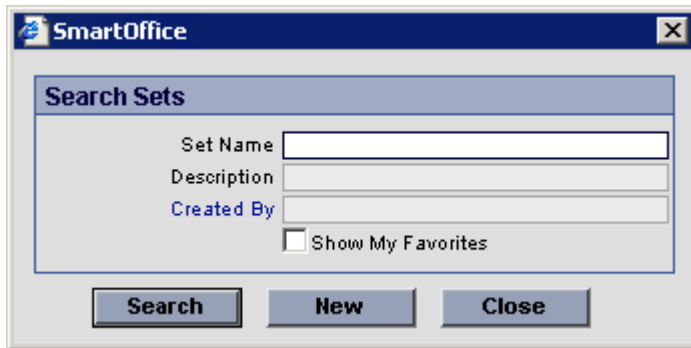 SmartOffice
Search Sets
Set Name
Description
Created By
Show My Favorites
Search New Close